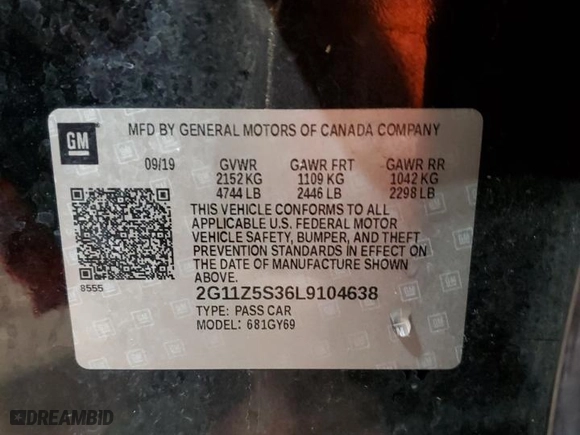 GM
MFD BY GENERAL MOTORS OF CANADA COMPANY
09/19 GVWR GAWR FRT GAWR RR
2152 KG 1109 KG 1042 KG
4744 LB 2446 LB 2298 LB
THIS VEHICLE CONFORMS TO ALL
APPLICABLE U.S. FEDERAL MOTOR
VEHICLE SAFETY, BUMPER, AND THEFT
PREVENTION STANDARDS IN EFFECT ON
THE DATE OF MANUFACTURE SHOWN
ABOVE.
8555
2G11Z5S36L9104638
TYPE: PASS CAR
MODEL: 681GY69
DREAMBID